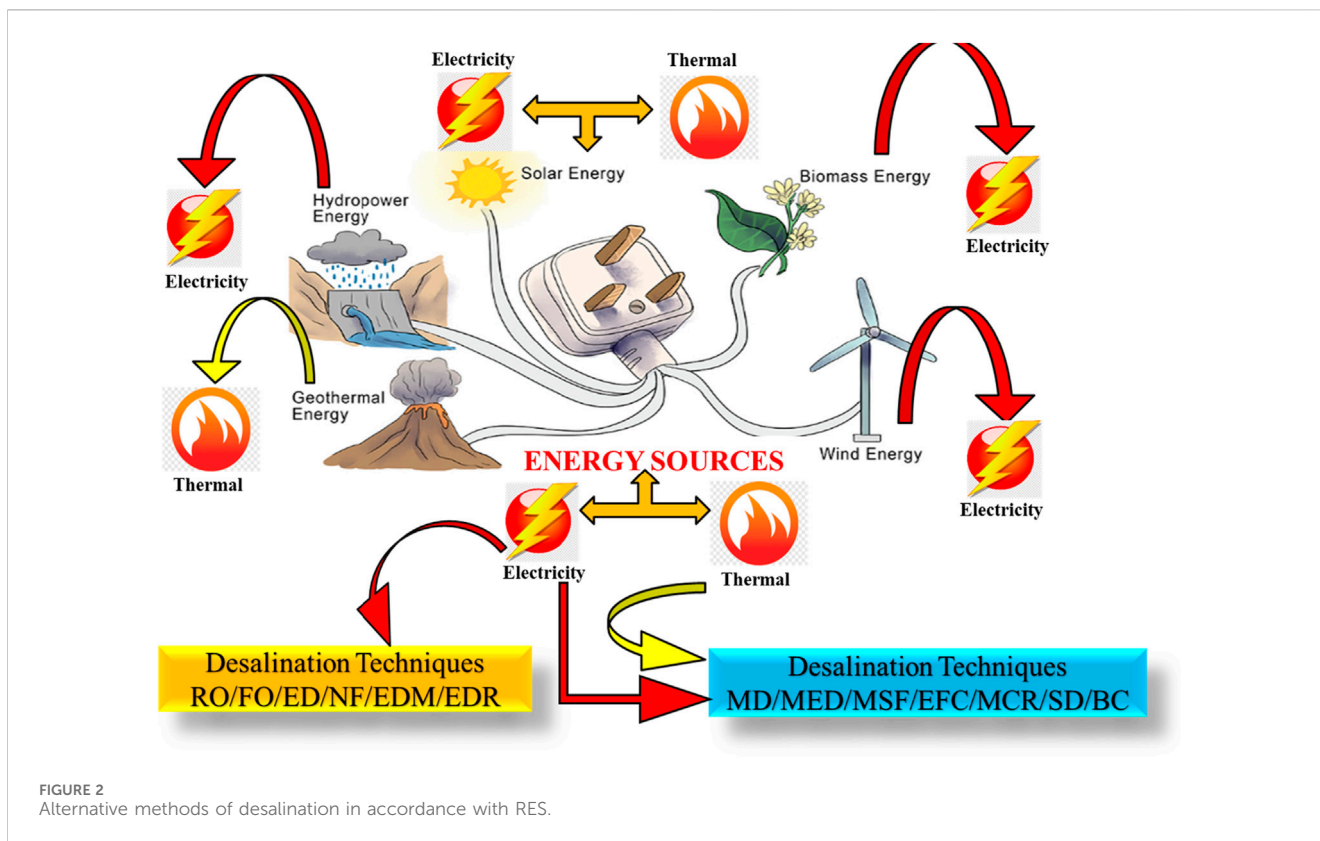 Electricity
Thermal
Solar Energy
Biomass Energy
Hydropower
Energy
Electricity
Electricity
Geothermal
Energy
Thermal
Wind Energy
Electricity
ENERGY SOURCES
Electricity
Thermal
Desalination Techniques
RO/FO/ED/NF/EDM/EDR
Desalination Techniques
MD/MED/MSF/EFC/MCR/SD/BC
FIGURE 2
Alternative methods of desalination in accordance with RES.